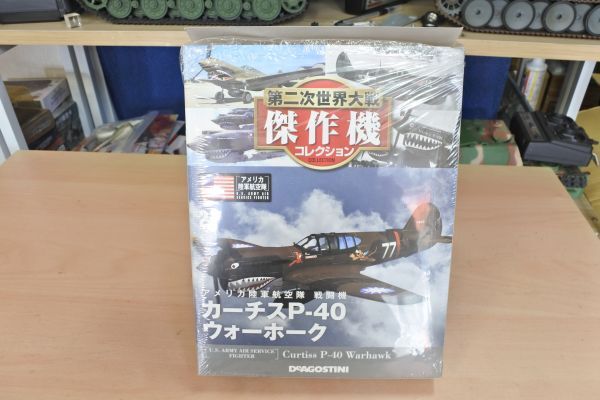 第二次世界大戦
傑作機
コレクション
COLLECTION
アメリカ
陸軍航空隊
U.S. ARMY AIR
SERVICE FIGHTER
77
アメリカ陸軍航空隊 戦闘機
カーチスP-40
ウォーホーク
U.S. ARMY AIR SERVICE
FIGHTER
Curtiss P-40 Warhawk
DeAGOSTINI